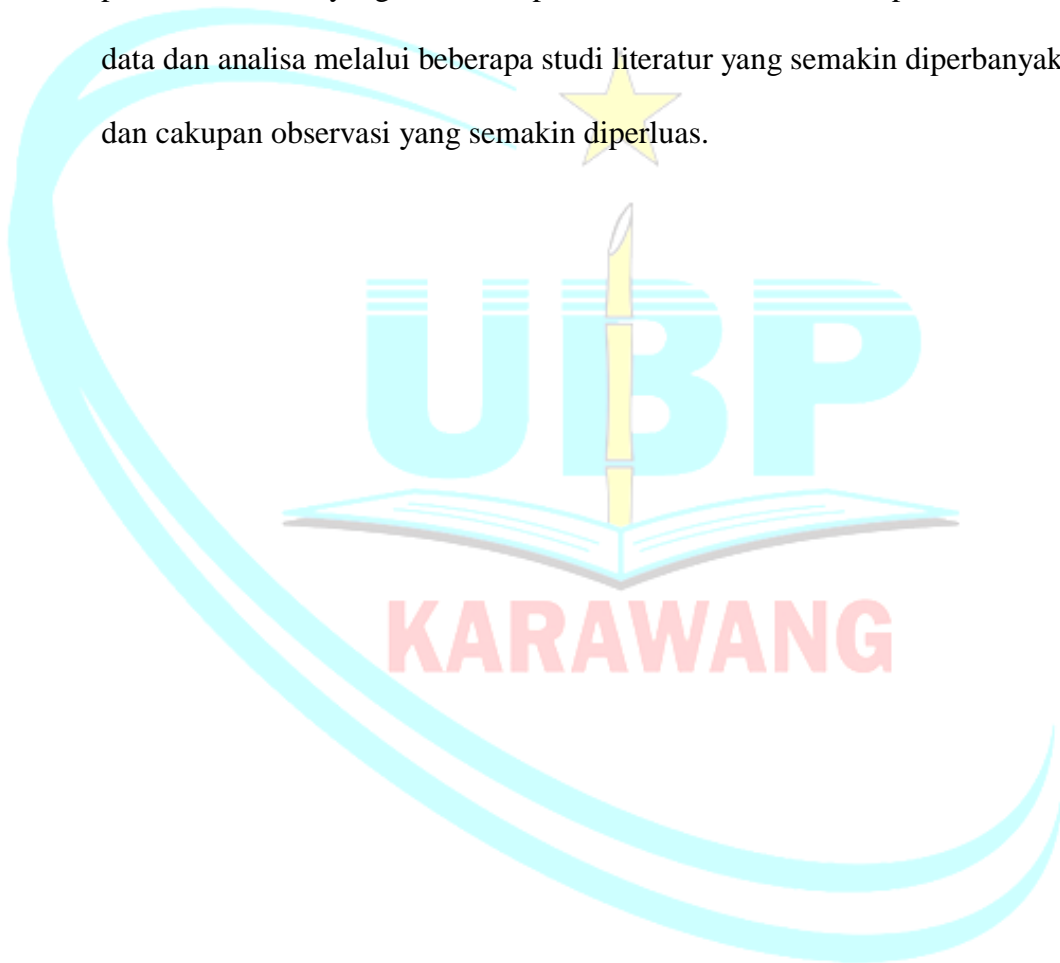 data dan analisa melalui beberapa studi literatur yang semakin diperbanyak
dan cakupan observasi yang semakin diperluas.
UBP
KARAWANG